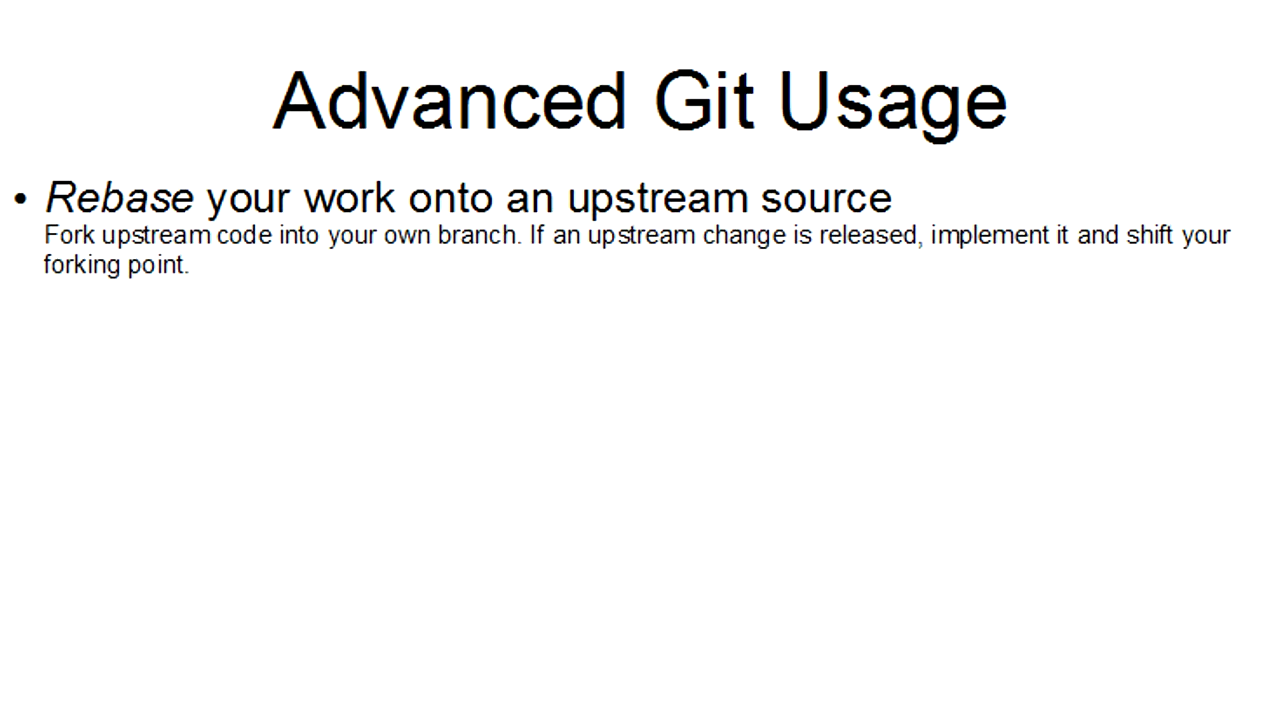 Advanced Git Usage
• Rebase your work onto an upstream source
Fork upstream code into your own branch. If an upstream change is released, implement it and shift your
forking point.